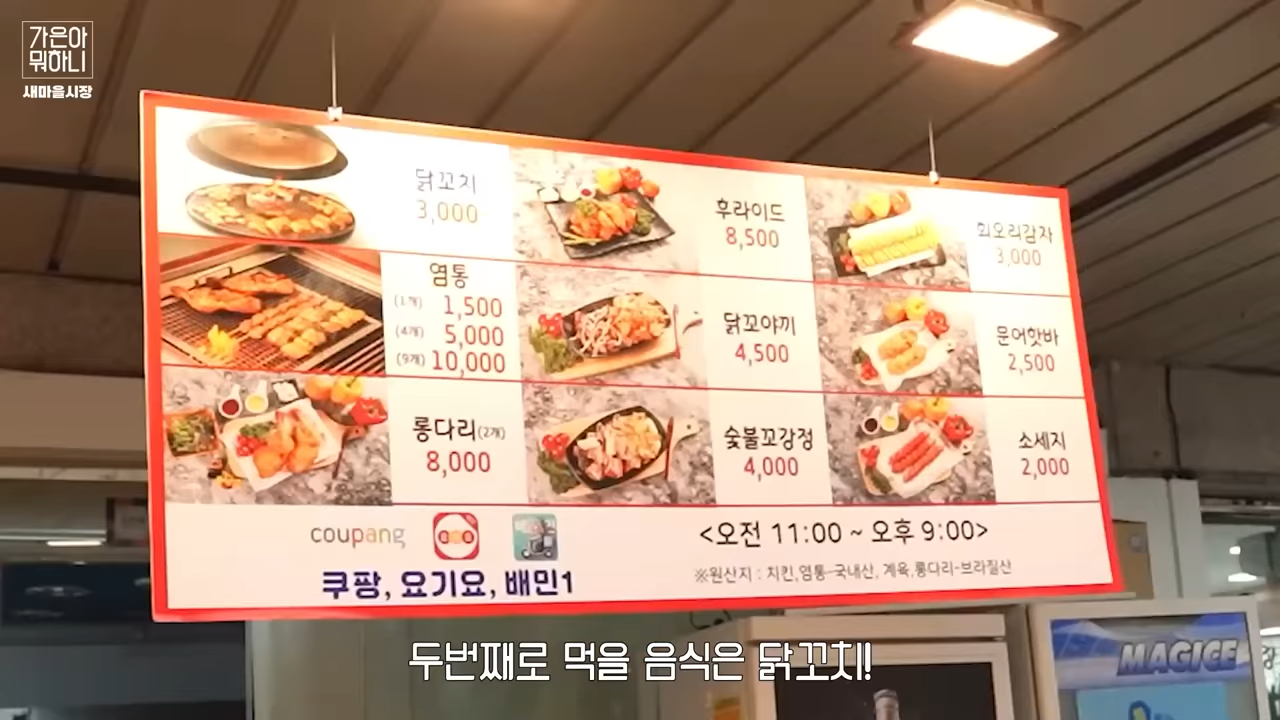 가은아
뭐하니
새마을시장
닭꼬치
3,000
염통
(1개) 1,500
(4개) 5,000
(9개) 10,000
롱다리(2개)
8,000
후라이드
8,500
닭꼬야끼
4,500
숯불꼬강정
4,000
회오리감자
3,000
문어핫바
2,500
소세지
2,000
coupang
쿠팡, 요기요, 배민1
<오전 11:00 ~ 오후 9:00>
※원산지 : 치킨,염통-국내산, 계육,롱다리-브라질산
MAGICE
두번째로 먹을 음식은 닭꼬치!